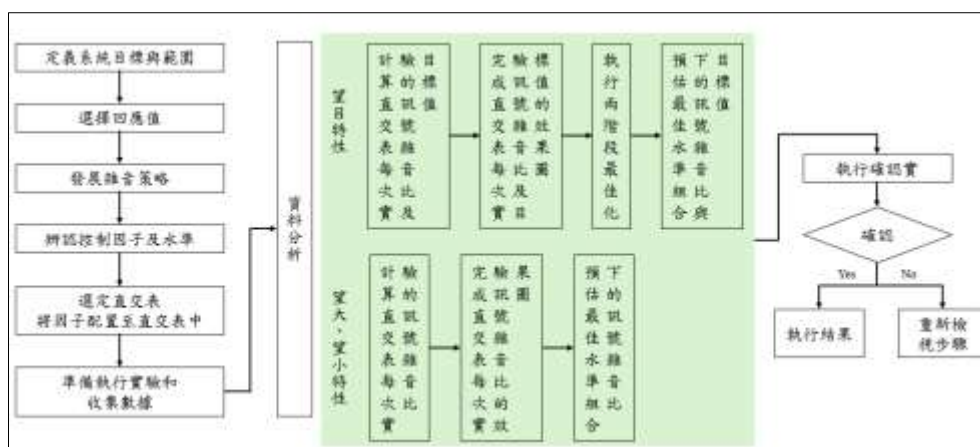 定義系統目標與範圍
選擇回應值
發展雜音策略
辨認控制因子及水準
選定直交表
將因子配置至直交表中
準備執行實驗和
收集數據
資料分析
望目特性
計算直交表每次實
驗的訊號雜音比及
目標值
完成直交表每次實
驗訊號雜音比及目
標值的效果圖
執行兩階段最佳化
預估最佳水準組合
下的訊號雜音比與
目標值
望大、望小特性
計算直交表每次實
驗的訊號雜音比
完成直交表每次實
驗訊號雜音比的效
果圖
預估最佳水準組合
下的訊號雜音比
執行確認實
確認
Yes
No
執行結果
重新檢
視步驟